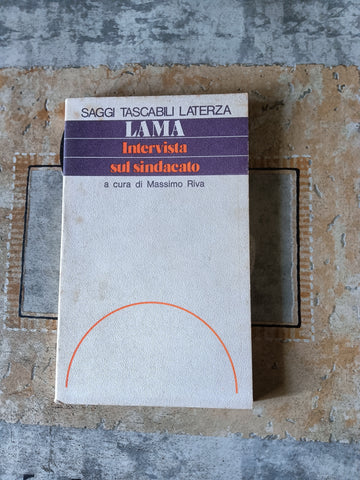 SAGGI TASCABILI LATERZA
LAMA
Intervista
sul sindacato
a cura di Massimo Riva